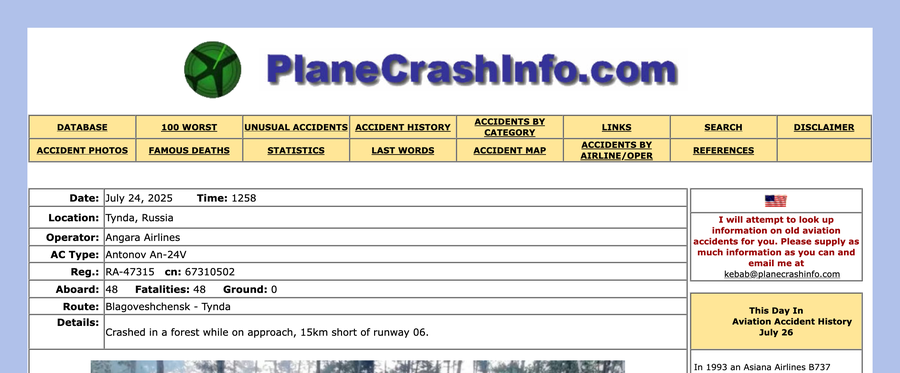 PlaneCrashInfo.com
DATABASE 100 WORST UNUSUAL ACCIDENTS ACCIDENT HISTORY ACCIDENTS BY CATEGORY LINKS SEARCH DISCLAIMER
ACCIDENT PHOTOS FAMOUS DEATHS STATISTICS LAST WORDS ACCIDENT MAP ACCIDENTS BY AIRLINE/OPER REFERENCES
Date: July 24, 2025 Time: 1258
Location: Tynda, Russia
Operator: Angara Airlines
AC Type: Antonov An-24V
Reg.: RA-47315 cn: 67310502
Aboard: 48 Fatalities: 48 Ground: 0
Route: Blagoveshchensk - Tynda
Details: Crashed in a forest while on approach, 15km short of runway 06.
I will attempt to look up
information on old aviation
accidents for you. Please supply as
much information as you can and
email me at
kebab@planecrashinfo.com
This Day In
Aviation Accident History
July 26
In 1993 an Asiana Airlines B737